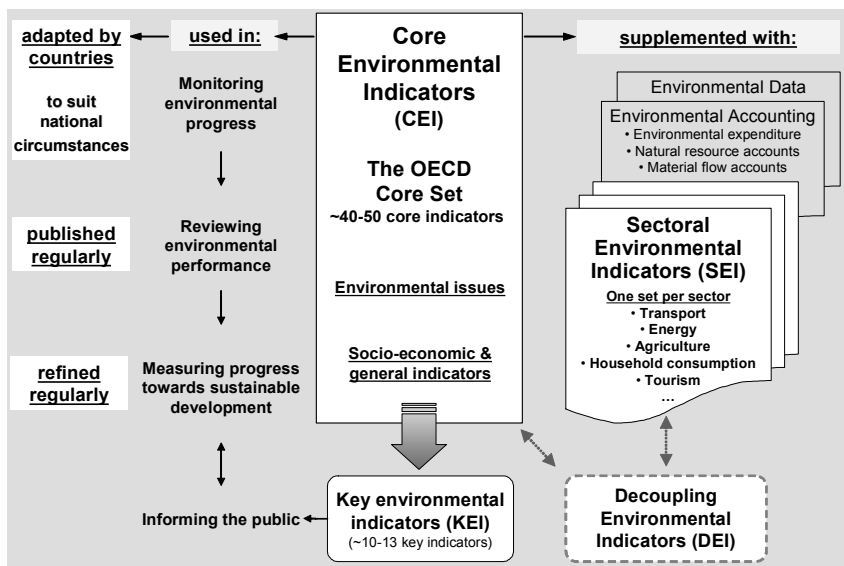 adapted by
countries
to suit
national
circumstances
published
regularly
refined
regularly
used in:
Monitoring
environmental
progress
Reviewing
environmental
performance
Measuring progress
towards sustainable
development
Informing the public
Core
Environmental
Indicators
(CEI)
The OECD
Core Set
~40-50 core indicators
Environmental issues
Socio-economic &
general indicators
Key environmental
indicators (KEI)
(~10-13 key indicators)
supplemented with:
Environmental Data
Environmental Accounting
• Environmental expenditure
• Natural resource accounts
• Material flow accounts
Sectoral
Environmental
Indicators (SEI)
One set per sector
• Transport
• Energy
• Agriculture
• Household consumption
• Tourism
...
Decoupling
Environmental
Indicators (DEI)